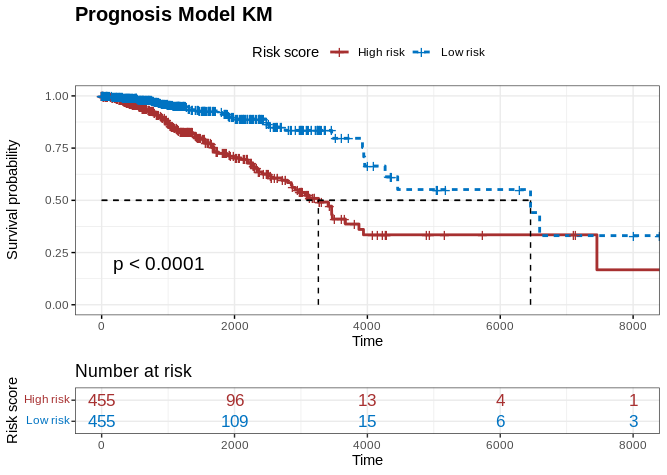 Prognosis Model KM
Risk score High risk Low risk
Survival probability
1.00
0.75
0.50
0.25
0.00
p < 0.0001
0 2000 4000 6000 8000
Time
Number at risk
Risk score
High risk 455 96 13 4 1
Low risk 455 109 15 6 3
0 2000 4000 6000 8000
Time